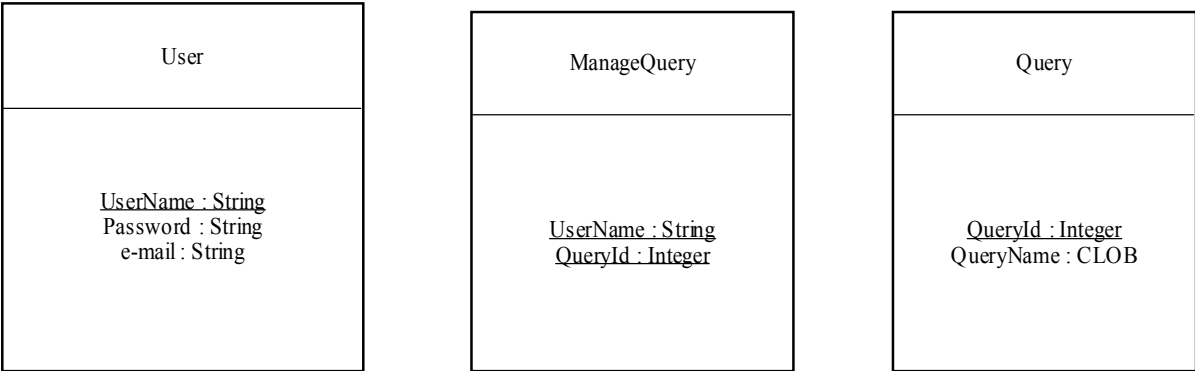 User
UserName : String
Password : String
e-mail : String
ManageQuery
UserName : String
QueryId : Integer
Query
QueryId : Integer
QueryName : CLOB